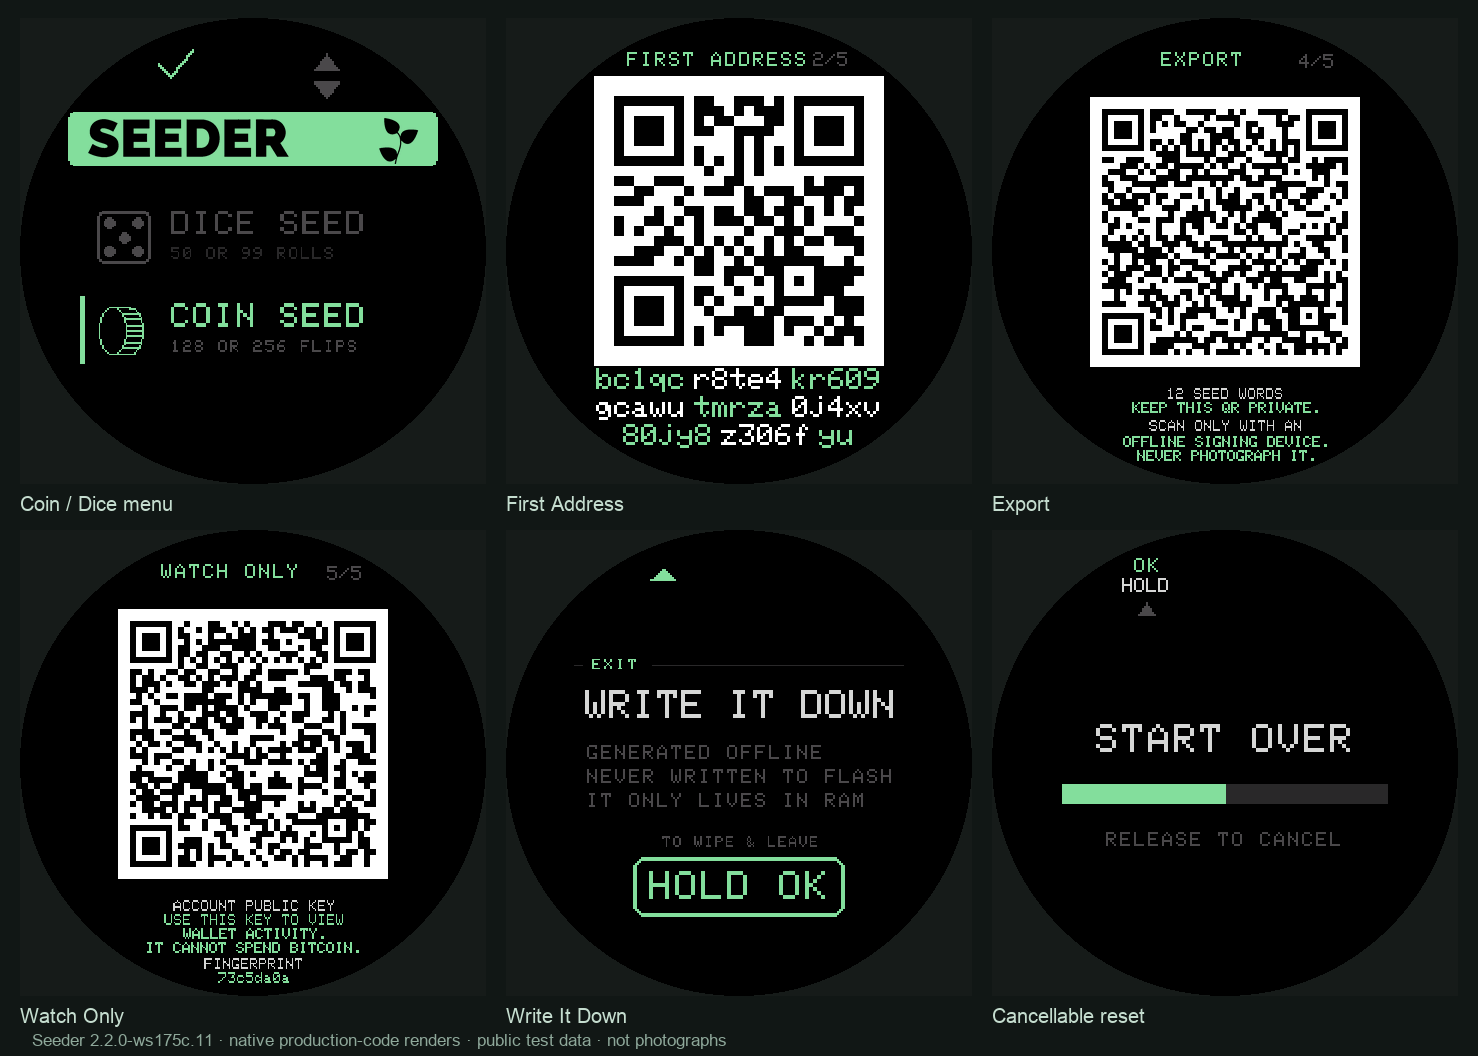 SEEDER
DICE SEED
50 OR 99 ROLLS
COIN SEED
128 OR 256 FLIPS
Coin / Dice menu
FIRST ADDRESS 2/5
bc1qc r8te4 kr609
gcawu tmrza 0j4xv
80jy8 z306f yu
First Address
EXPORT 4/5
12 SEED WORDS
KEEP THIS QR PRIVATE.
SCAN ONLY WITH AN
OFFLINE SIGNING DEVICE.
NEVER PHOTOGRAPH IT.
Export
WATCH ONLY 5/5
ACCOUNT PUBLIC KEY
USE THIS KEY TO VIEW
WALLET ACTIVITY.
IT CANNOT SPEND BITCOIN.
FINGERPRINT
73c5da0a
Watch Only
EXIT
WRITE IT DOWN
GENERATED OFFLINE
NEVER WRITTEN TO FLASH
IT ONLY LIVES IN RAM
TO WIPE & LEAVE
HOLD OK
Write It Down
OK
HOLD
START OVER
RELEASE TO CANCEL
Cancellable reset
Seeder 2.2.0-ws175c.11 · native production-code renders · public test data · not photographs